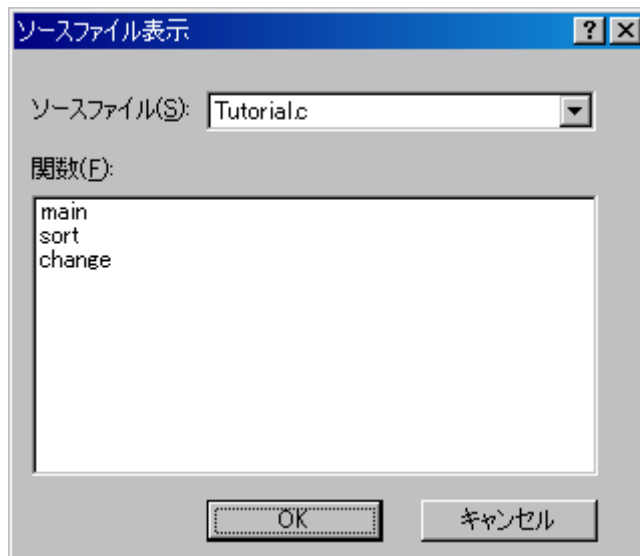 ソースファイル表示
ソースファイル(S): Tutorial.c
関数(F):
main
sort
change
OK キャンセル